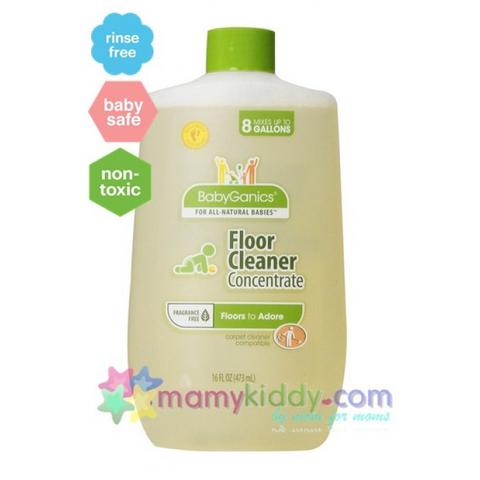 rinse
free
baby
safe
non-
toxic
8 MIXES UP TO
GALLONS
BabyGanics®
FOR ALL-NATURAL BABIES™
Floor
Cleaner
Concentrate
FRAGRANCE
FREE
Floors to Adore
carpet cleaner
compatible
16 FL OZ (473 mL)
mamykiddy.com
by mom for moms